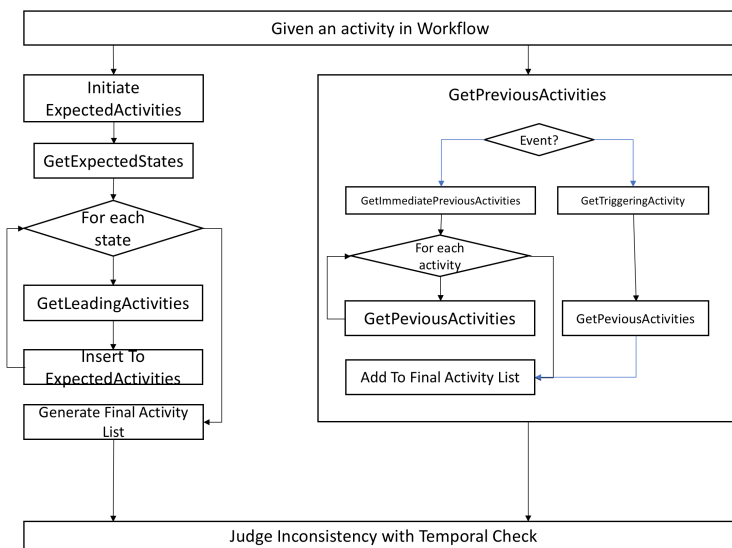 Given an activity in Workflow
Initiate
ExpectedActivities
GetExpectedStates
For each
state
GetLeadingActivities
Insert To
ExpectedActivities
Generate Final Activity
List
GetPreviousActivities
Event?
GetImmediatePreviousActivities
GetTriggeringActivity
For each
activity
GetPeviousActivities
GetPeviousActivities
Add To Final Activity List
Judge Inconsistency with Temporal Check